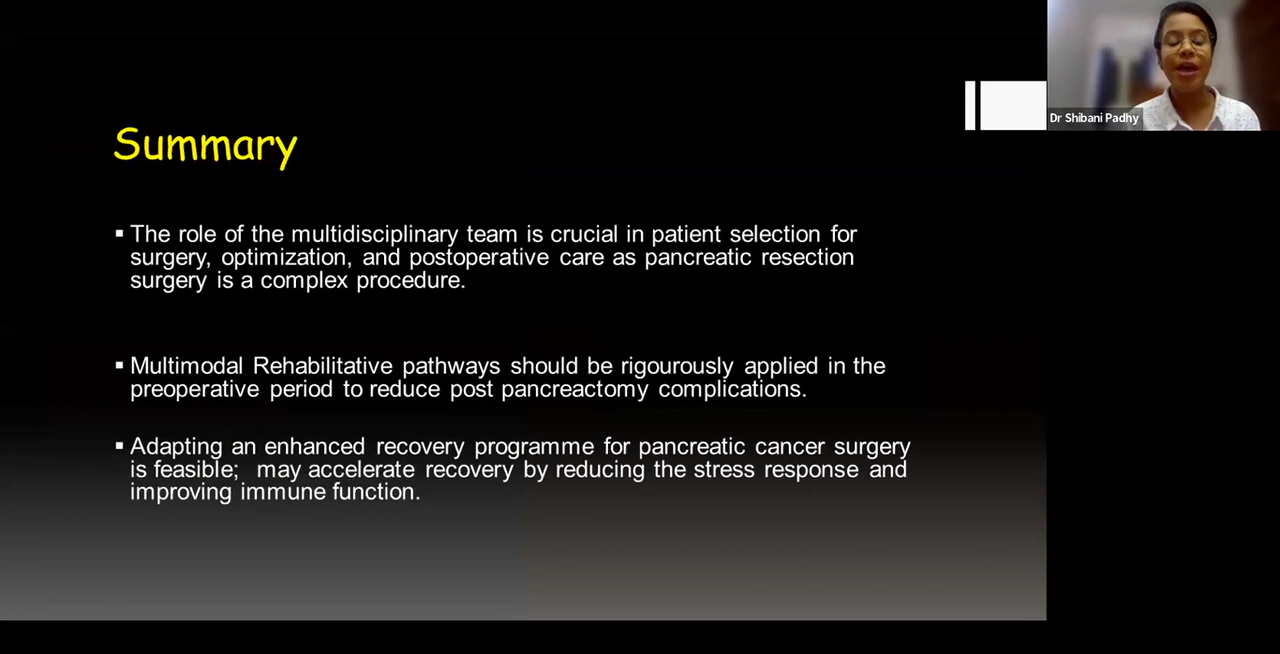 Dr Shibani Padhy
Summary
▪ The role of the multidisciplinary team is crucial in patient selection for
surgery, optimization, and postoperative care as pancreatic resection
surgery is a complex procedure.
▪ Multimodal Rehabilitative pathways should be rigourously applied in the
preoperative period to reduce post pancreactomy complications.
▪ Adapting an enhanced recovery programme for pancreatic cancer surgery
is feasible; may accelerate recovery by reducing the stress response and
improving immune function.